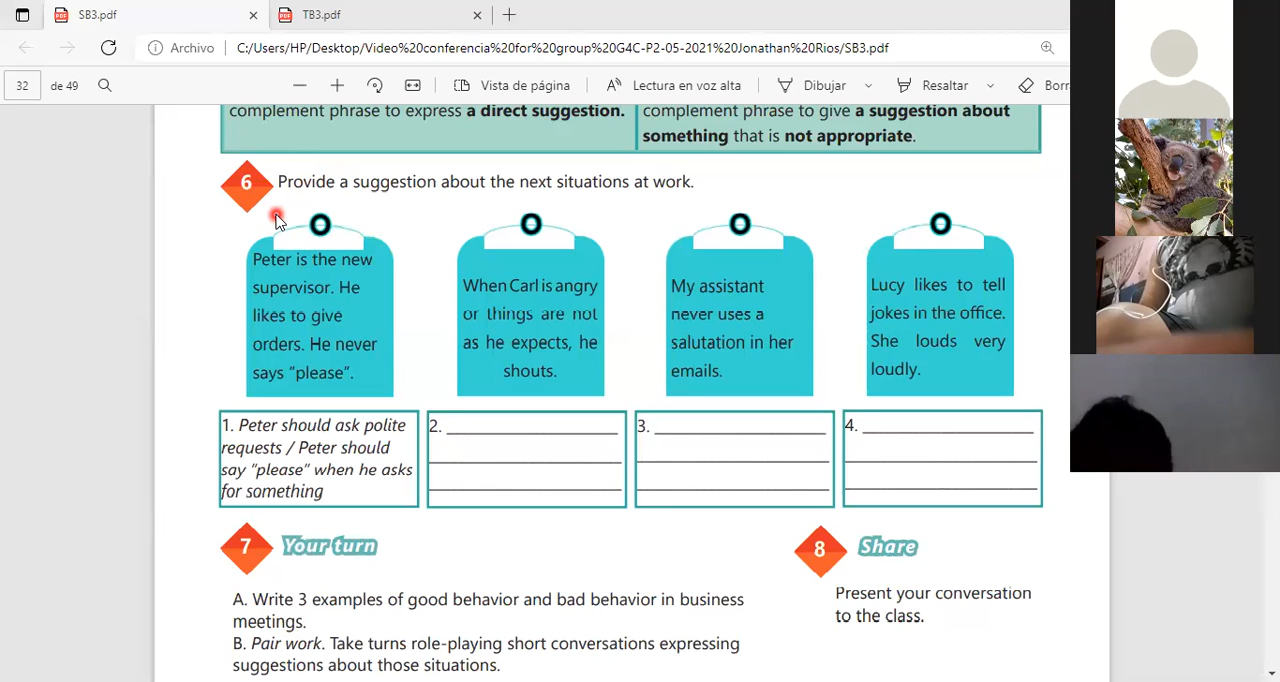 SB3.pdf
TB3.pdf
Archivo
C:/Users/HP/Desktop/Video%20conferencia%20for%20group%20G4C-P2-05-2021%20Jonathan%20Rios/SB3.pdf
32 de 49
Vista de página
Lectura en voz alta
Dibujar
Resaltar
Borra
complement phrase to express a direct suggestion.
complement phrase to give a suggestion about
something that is not appropriate.
6 Provide a suggestion about the next situations at work.
Peter is the new
supervisor. He
likes to give
orders. He never
says "please".
When Carl is angry
or things are not
as he expects, he
shouts.
My assistant
never uses a
salutation in her
emails.
Lucy likes to tell
jokes in the office.
She louds very
loudly.
1. Peter should ask polite
requests / Peter should
say "please" when he asks
for something
2.
3.
4.
7 Your turn
A. Write 3 examples of good behavior and bad behavior in business
meetings.
B. Pair work. Take turns role-playing short conversations expressing
suggestions about those situations.
8 Share
Present your conversation
to the class.